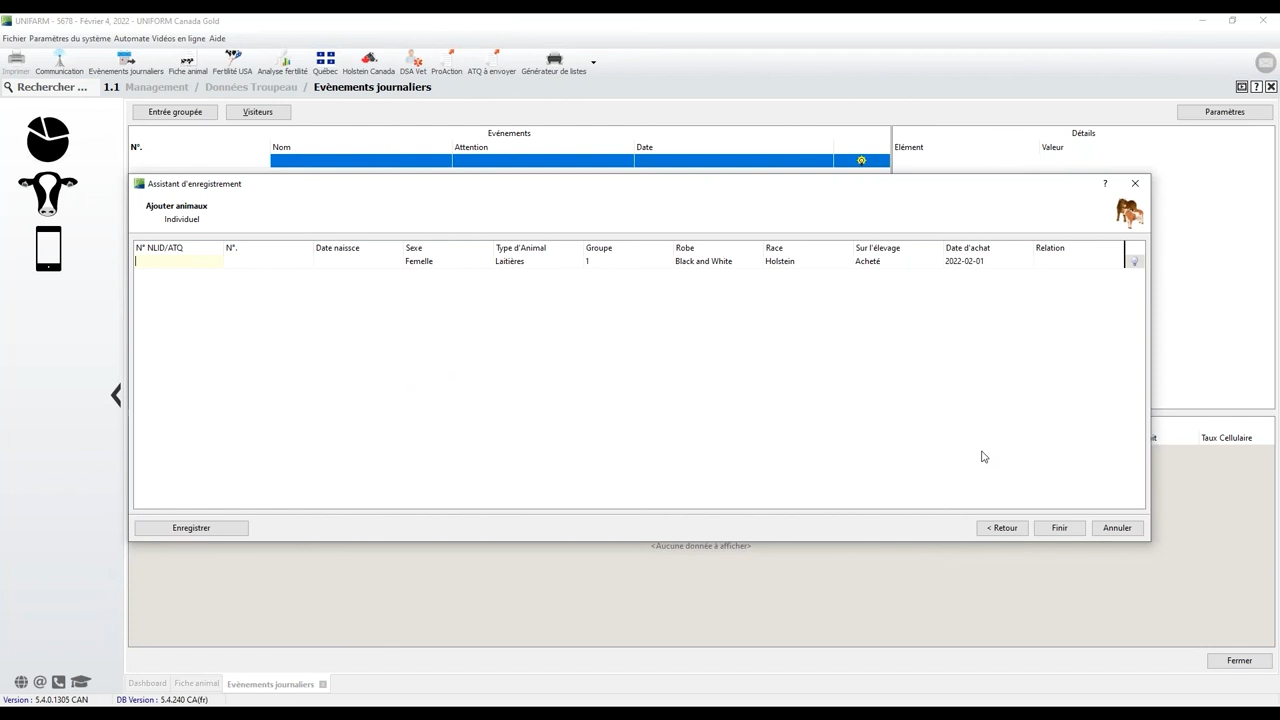 UNIFARM - 5678 - Février 4, 2022 - UNIFORM Canada Gold
Fichier Paramètres du système Automate Vidéos en ligne Aide
Imprimer Communication Evénements journaliers Fiche animal Fertilité USA Analyse fertilité Québec Holstein Canada DSA Vet ProAction ATQ à envoyer Générateur de listes
Rechercher ... 1.1 Management / Données Troupeau / Evènements journaliers
Entrée groupée Visiteurs Paramètres
Evénements Détails
N°. Nom Attention Date Elément Valeur
Assistant d'enregistrement ?
Ajouter animaux
Individuel
N° NLID/ATQ N°. Date naissce Sexe Type d'Animal Groupe Robe Race Sur l'élevage Date d'achat Relation
Femelle Laitières 1 Black and White Holstein Acheté 2022-02-01
Taux Cellulaire
Enregistrer < Retour Finir Annuler
<Aucune donnée à afficher>
Fermer
Dashboard Fiche animal Evènements journaliers
Version : 5.4.0.1305 CAN DB Version : 5.4.240 CA(fr)